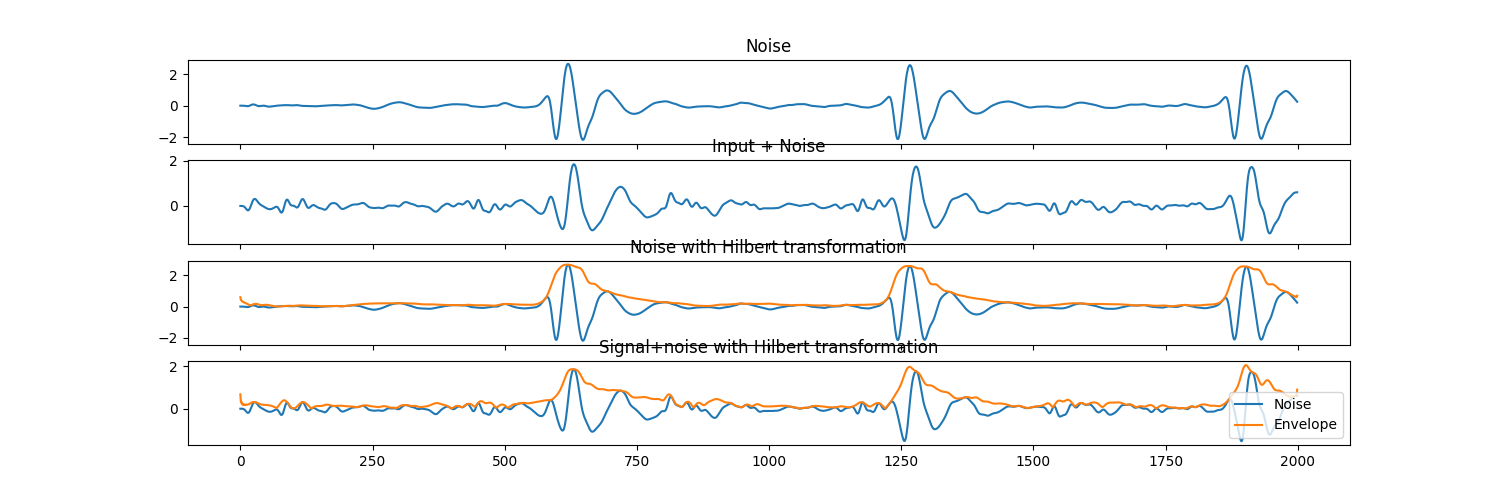 Noise
2
0
−2
Input + Noise
2
0
Noise with Hilbert transformation
2
0
−2
Signal+noise with Hilbert transformation
2
0
Noise
Envelope
0 250 500 750 1000 1250 1500 1750 2000